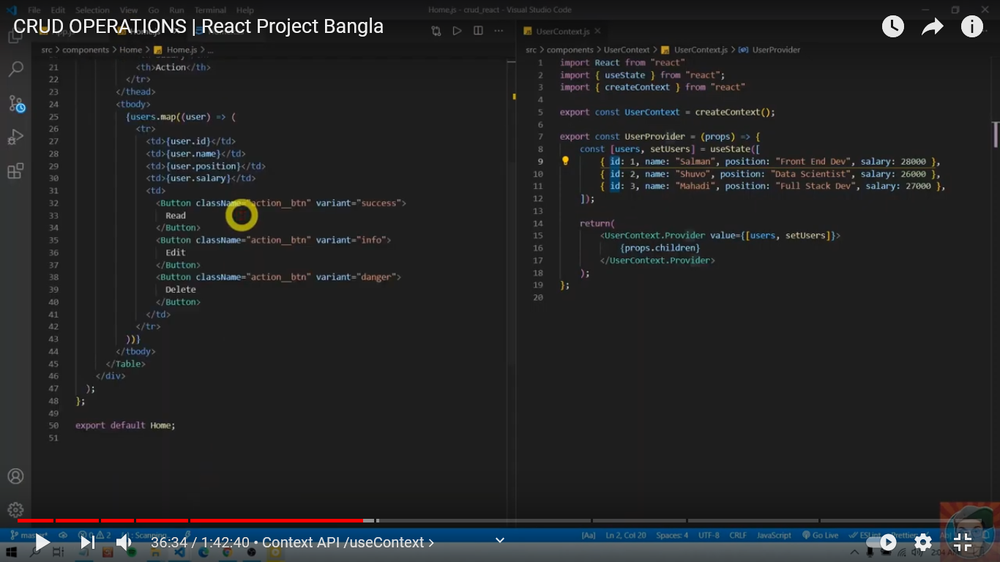 File Edit Selection View Go Run Terminal Help
Home.js - crud_react - Visual Studio Code
CRUD OPERATIONS | React Project Bangla
UserContext.js
src > components > Home > Home.js > ...
21 <th>Action</th>
22 </tr>
23 </thead>
24 <tbody>
25 {users.map((user) => (
26 <tr>
27 <td>{user.id}</td>
28 <td>{user.name}</td>
29 <td>{user.position}</td>
30 <td>{user.salary}</td>
31 <td>
32 <Button className="action__btn" variant="success">
33 Read
34 </Button>
35 <Button className="action__btn" variant="info">
36 Edit
37 </Button>
38 <Button className="action__btn" variant="danger">
39 Delete
40 </Button>
41 </td>
42 </tr>
43 ))}
44 </tbody>
45 </Table>
46 </div>
47 );
48 };
49
50 export default Home;
51
src > components > UserContext > UserContext.js > UserProvider
1 import React from "react"
2 import { useState } from "react";
3 import { createContext } from "react"
4
5 export const UserContext = createContext();
6
7 export const UserProvider = (props) => {
8 const [users, setUsers] = useState([
9 { id: 1, name: "Salman", position: "Front End Dev", salary: 28000 },
10 { id: 2, name: "Shuvo", position: "Data Scientist", salary: 26000 },
11 { id: 3, name: "Mahadi", position: "Full Stack Dev", salary: 27000 },
12 ]);
13
14 return(
15 <UserContext.Provider value={[users, setUsers]}>
16 {props.children}
17 </UserContext.Provider>
18 );
19 };
20
master*
Ln 2, Col 20 Spaces: 4 UTF-8 CRLF JavaScript Go Live ESLint Prettier
36:34 / 1:42:40 • Context API /useContext >
2:04